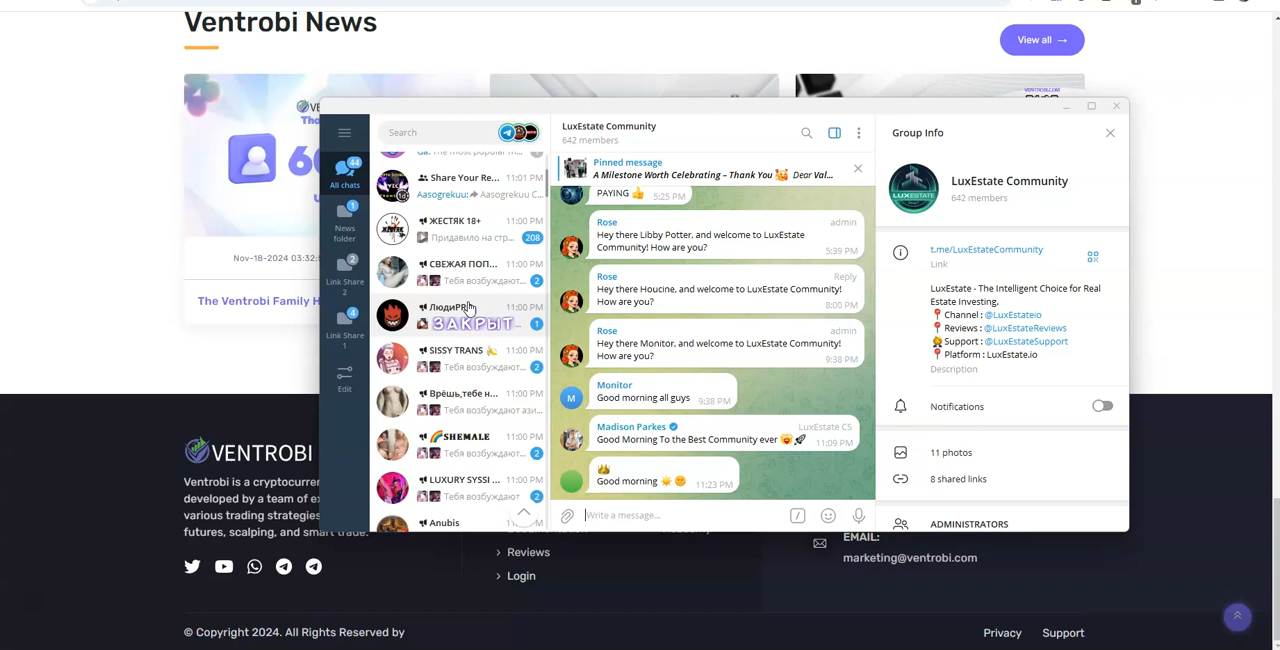 Ventrobi News
View all →
Nov-18-2024 03:32:
The Ventrobi Family H
VENTROBI
Ventrobi is a cryptocurren
developed by a team of ex
various trading strategies
futures, scalping, and smart trade.
Reviews
Login
EMAIL:
marketing@ventrobi.com
© Copyright 2024. All Rights Reserved by
Privacy
Support
44
All chats
1
News
folder
2
Link Share
2
4
Link Share
1
Edit
Search
Share Your Re...
11:01 PM
Aasogrekuu: Aasogrekuu C...
ЖЕСТЯК 18+
11:00 PM
Придавило на стр...
208
СВЕЖАЯ ПОП...
11:00 PM
Тебя возбуждают...
2
ЛюдиPR
11:00 PM
ЗАКРЫТ...
1
SISSY TRANS
11:00 PM
Тебя возбуждают...
2
Врёшь,тебе н...
11:00 PM
Тебя возбуждают ази...
SHEMALE
11:00 PM
Тебя возбуждают...
2
LUXURY SYSSI ...
11:00 PM
Тебя возбуждают
2
Anubis
LuxEstate Community
642 members
Pinned message
A Milestone Worth Celebrating – Thank You 🥰 Dear Val...
PAYING 👍 5:25 PM
Rose
admin
Hey there Libby Potter, and welcome to LuxEstate
Community! How are you?
5:39 PM
Rose
Reply
Hey there Houcine, and welcome to LuxEstate Community!
How are you?
8:00 PM
Rose
admin
Hey there Monitor, and welcome to LuxEstate Community!
How are you?
9:38 PM
M
Monitor
Good morning all guys 9:38 PM
Madison Parkes
LuxEstate CS
Good Morning To the Best Community ever 🤩 🚀
11:09 PM
Good morning ☀️ 🌞 11:23 PM
Write a message...
Group Info
LuxEstate Community
642 members
t.me/LuxEstateCommunity
Link
LuxEstate - The Intelligent Choice for Real
Estate Investing.
📍 Channel : @LuxEstateio
📍 Reviews : @LuxEstateReviews
Support : @LuxEstateSupport
📍 Platform : LuxEstate.io
Description
Notifications
11 photos
8 shared links
ADMINISTRATORS